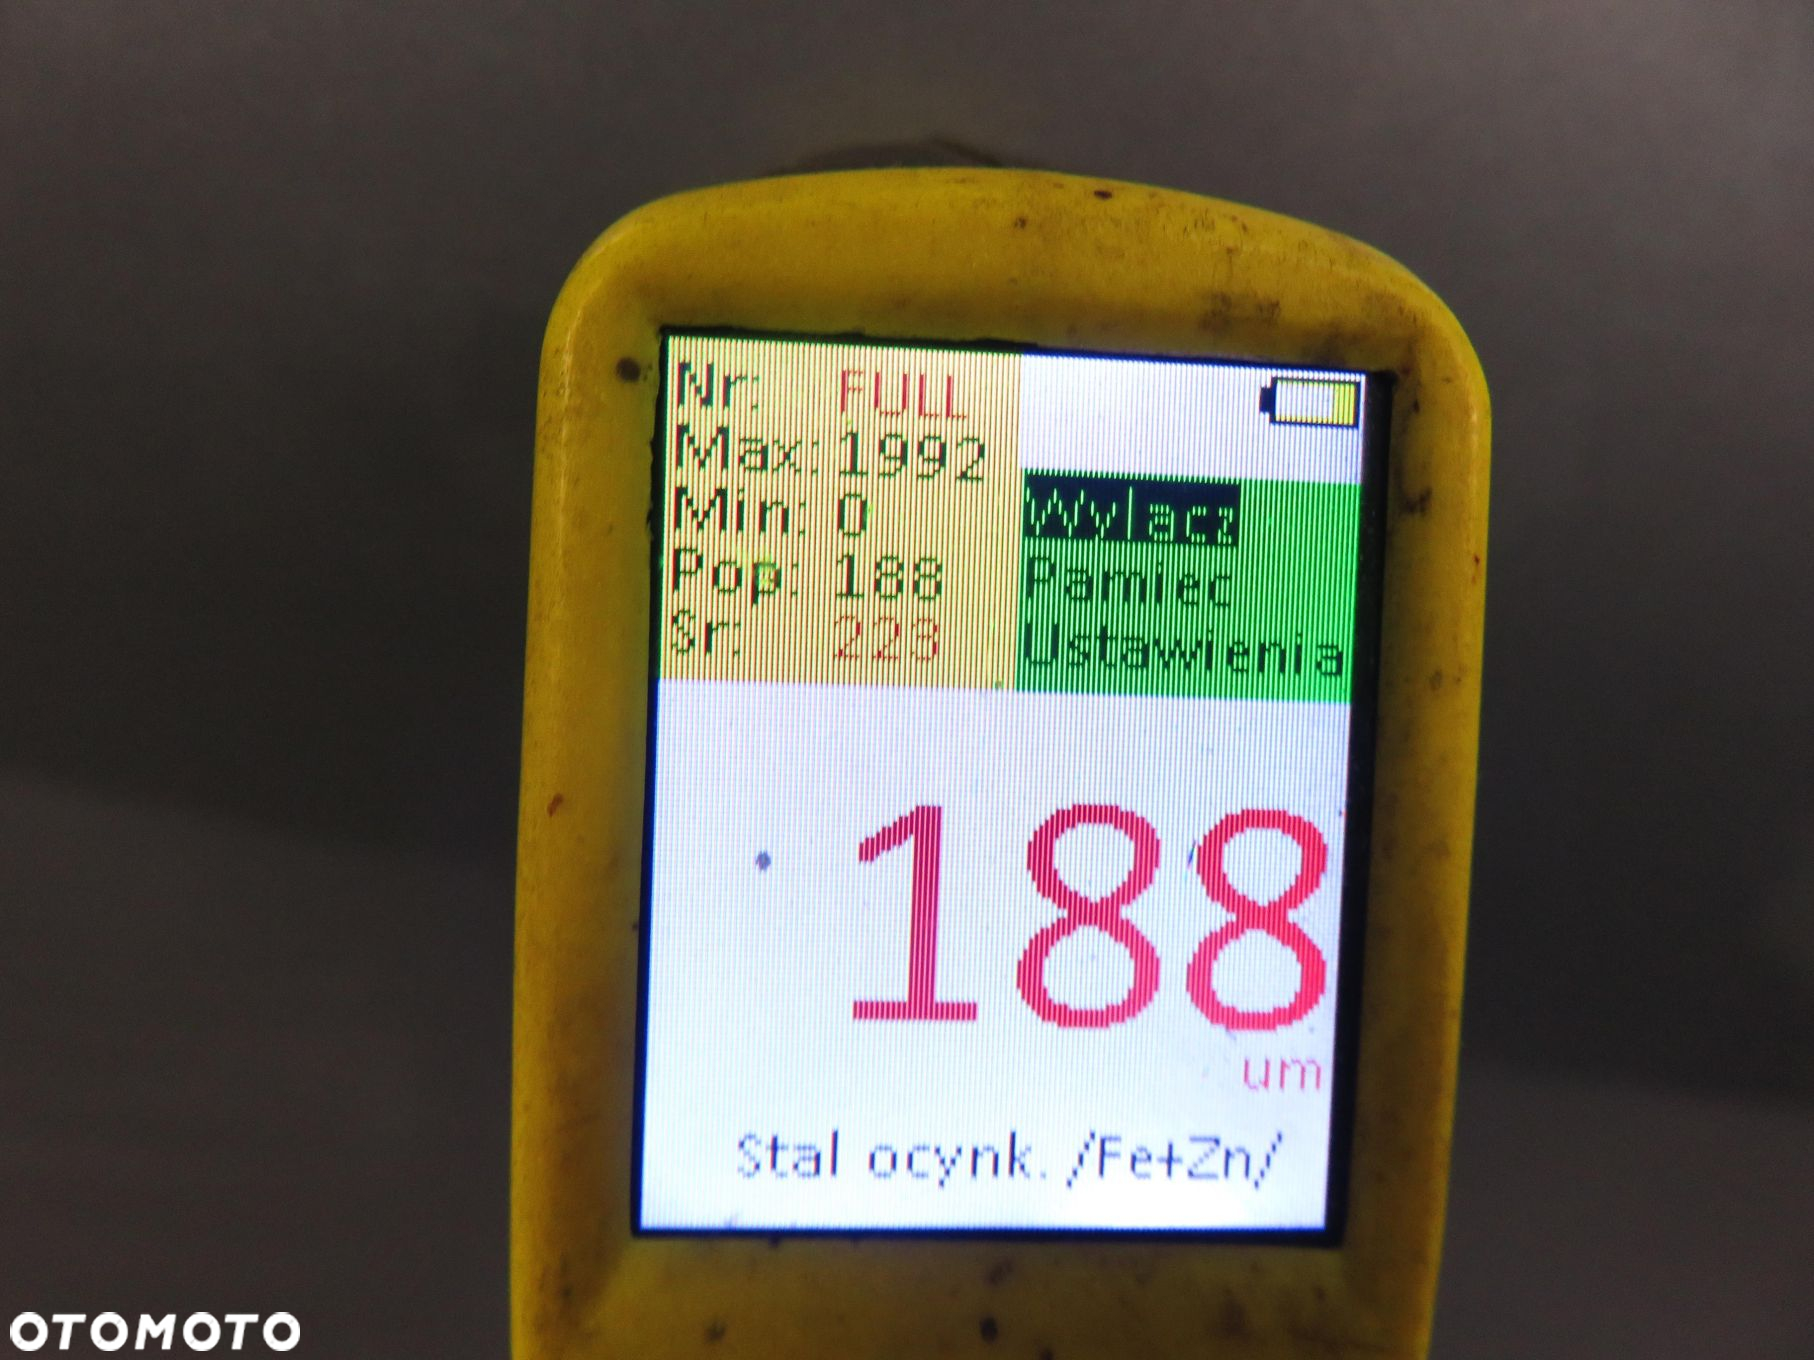 Nr: FULL
Max: 1992
Min: 0
Pop: 188
Sr: 223
Wylacz
Pamiec
Ustawienia
188
um
Stal ocynk. /Fe+Zn/
OTOMOTO